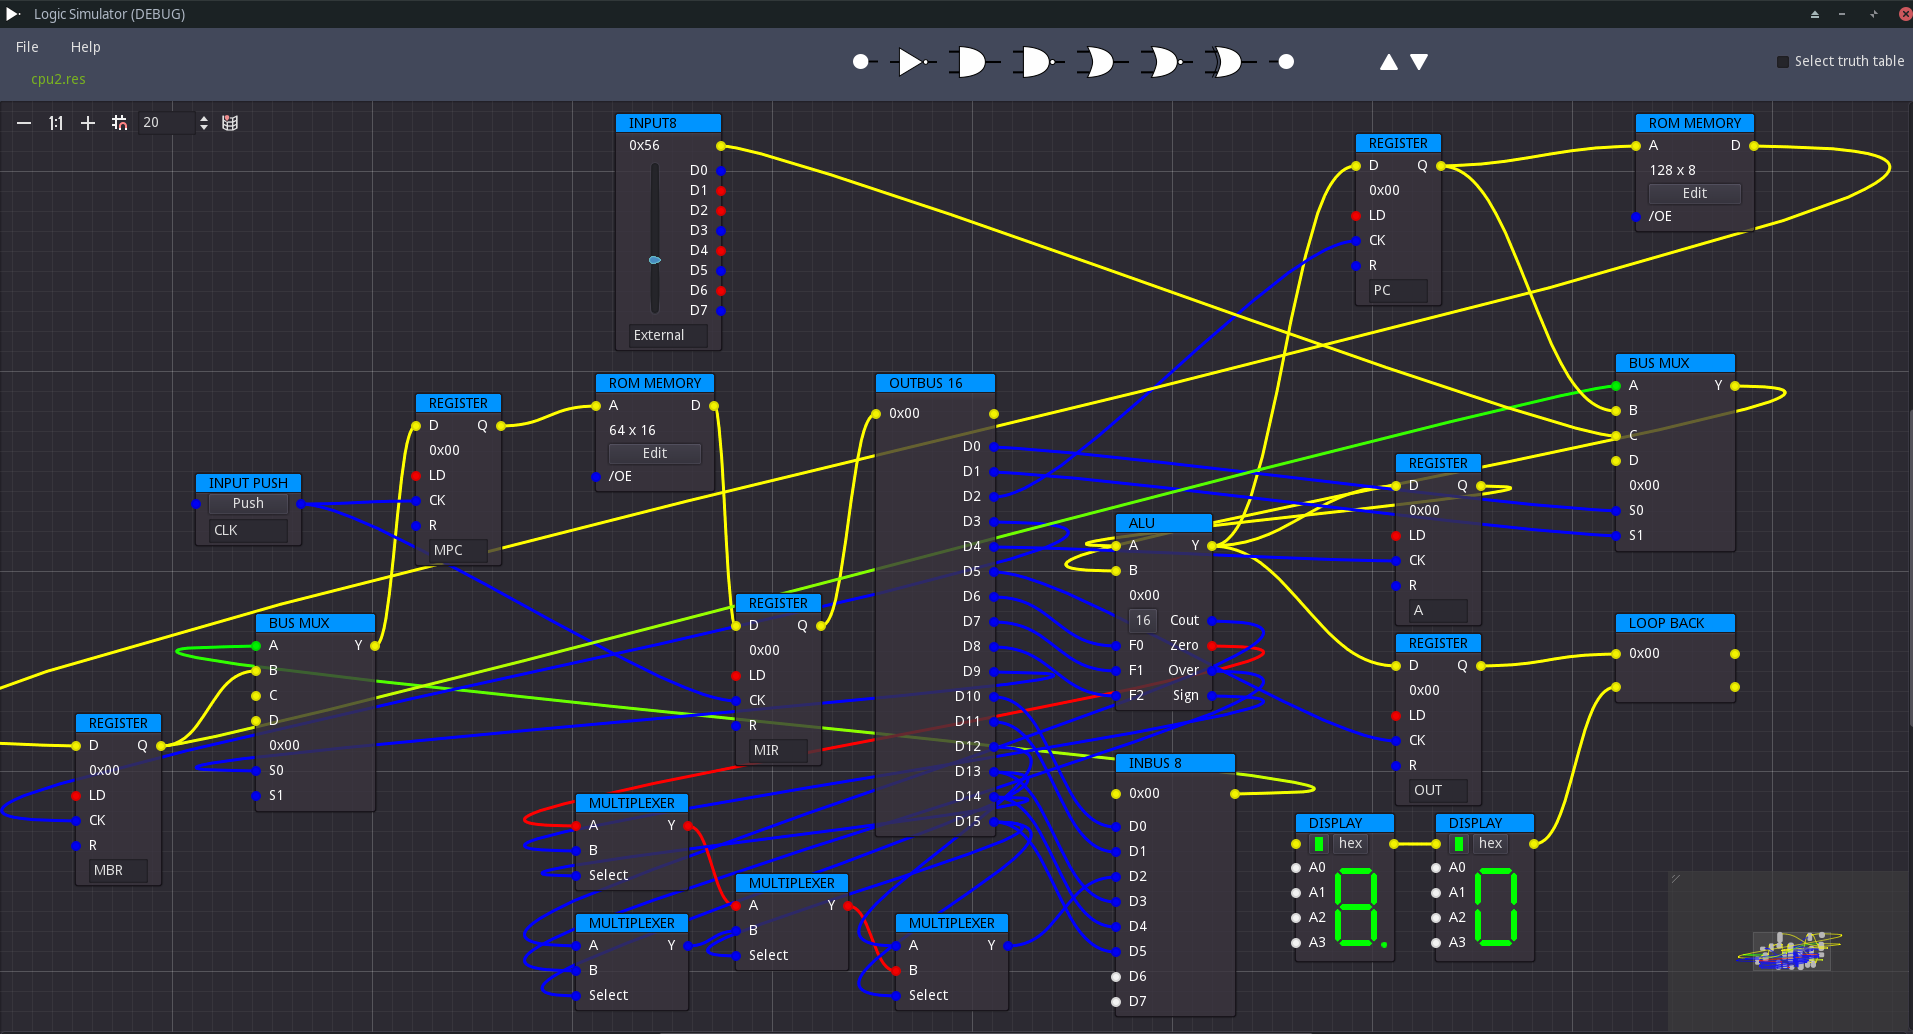 Logic Simulator (DEBUG)
File Help
cpu2.res
Select truth table
1:1 20
INPUT8
0x56
D0
D1
D2
D3
D4
D5
D6
D7
External
REGISTER
D Q
0x00
LD
CK
R
PC
ROM MEMORY
A D
128 x 8
Edit
/OE
BUS MUX
A Y
B
C
D
0x00
S0
S1
REGISTER
D Q
0x00
LD
CK
R
MPC
ROM MEMORY
A D
64 x 16
Edit
/OE
OUTBUS 16
0x00
D0
D1
D2
D3
D4
D5
D6
D7
D8
D9
D10
D11
D12
D13
D14
D15
INPUT PUSH
Push
CLK
REGISTER
D Q
0x00
LD
CK
R
A
ALU
A Y
B
0x00
16 Cout
F0 Zero
F1 Over
F2 Sign
BUS MUX
A Y
B
C
D
0x00
S0
S1
REGISTER
D Q
0x00
LD
CK
R
MIR
REGISTER
D Q
0x00
LD
CK
R
OUT
LOOP BACK
0x00
REGISTER
D Q
0x00
LD
CK
R
MBR
INBUS 8
0x00
D0
D1
D2
D3
D4
D5
D6
D7
MULTIPLEXER
A Y
B
Select
MULTIPLEXER
A Y
B
Select
MULTIPLEXER
A Y
B
Select
MULTIPLEXER
A Y
B
Select
DISPLAY
hex
A0
A1
A2
A3
8.
DISPLAY
hex
A0
A1
A2
A3
0